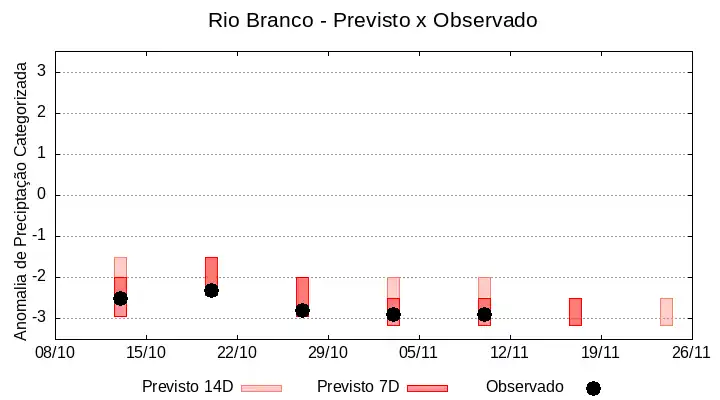 Rio Branco - Previsto x Observado
Anomalia de Preciptação Categorizada
3
2
1
0
-1
-2
-3
08/10 15/10 22/10 29/10 05/11 12/11 19/11 26/11
Previsto 14D Previsto 7D Observado